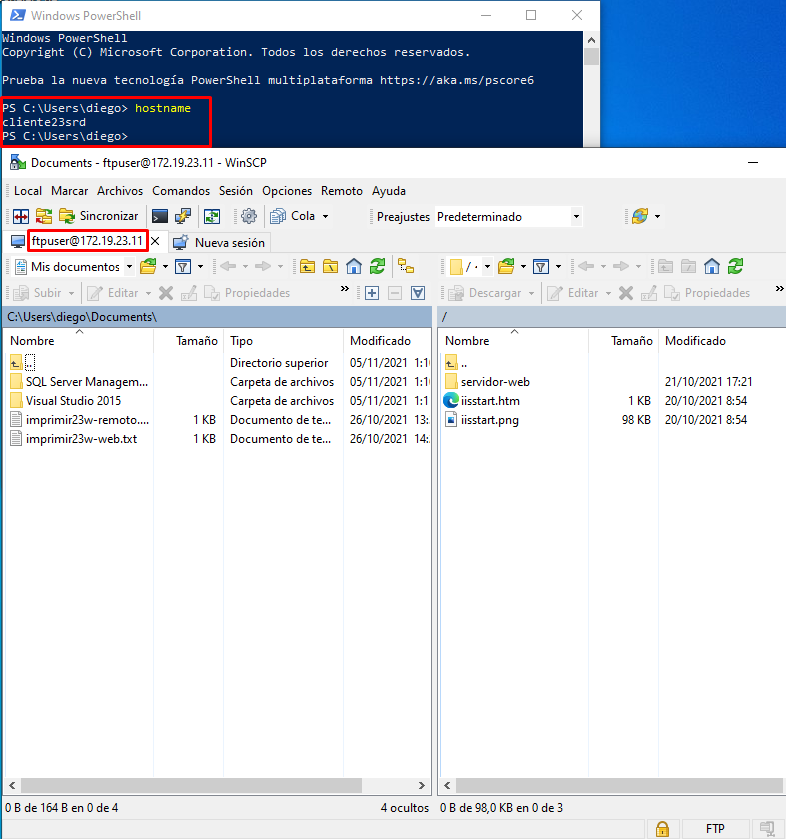 Windows PowerShell
Windows PowerShell
Copyright (C) Microsoft Corporation. Todos los derechos reservados.
Prueba la nueva tecnología PowerShell multiplataforma https://aka.ms/pscore6
PS C:\Users\diego> hostname
cliente23srd
PS C:\Users\diego>
Documents - ftpuser@172.19.23.11 - WinSCP
Local Marcar Archivos Comandos Sesión Opciones Remoto Ayuda
Sincronizar Cola Preajustes Predeterminado
ftpuser@172.19.23.11 Nueva sesión
Mis documentos / ·
Subir Editar Propiedades » Descargar Editar Propiedades »
C:\Users\diego\Documents\ /
Nombre Tamaño Tipo Modificado Nombre Tamaño Modificado
.. Directorio superior 05/11/2021 1:1 ..
SQL Server Managem... Carpeta de archivos 05/11/2021 1:1 servidor-web 21/10/2021 17:21
Visual Studio 2015 Carpeta de archivos 05/11/2021 1:1 iisstart.htm 1 KB 20/10/2021 8:54
imprimir23w-remoto.... 1 KB Documento de te... 26/10/2021 13: iisstart.png 98 KB 20/10/2021 8:54
imprimir23w-web.txt 1 KB Documento de te... 26/10/2021 14:
0 B de 164 B en 0 de 4 4 ocultos 0 B de 98,0 KB en 0 de 3
FTP